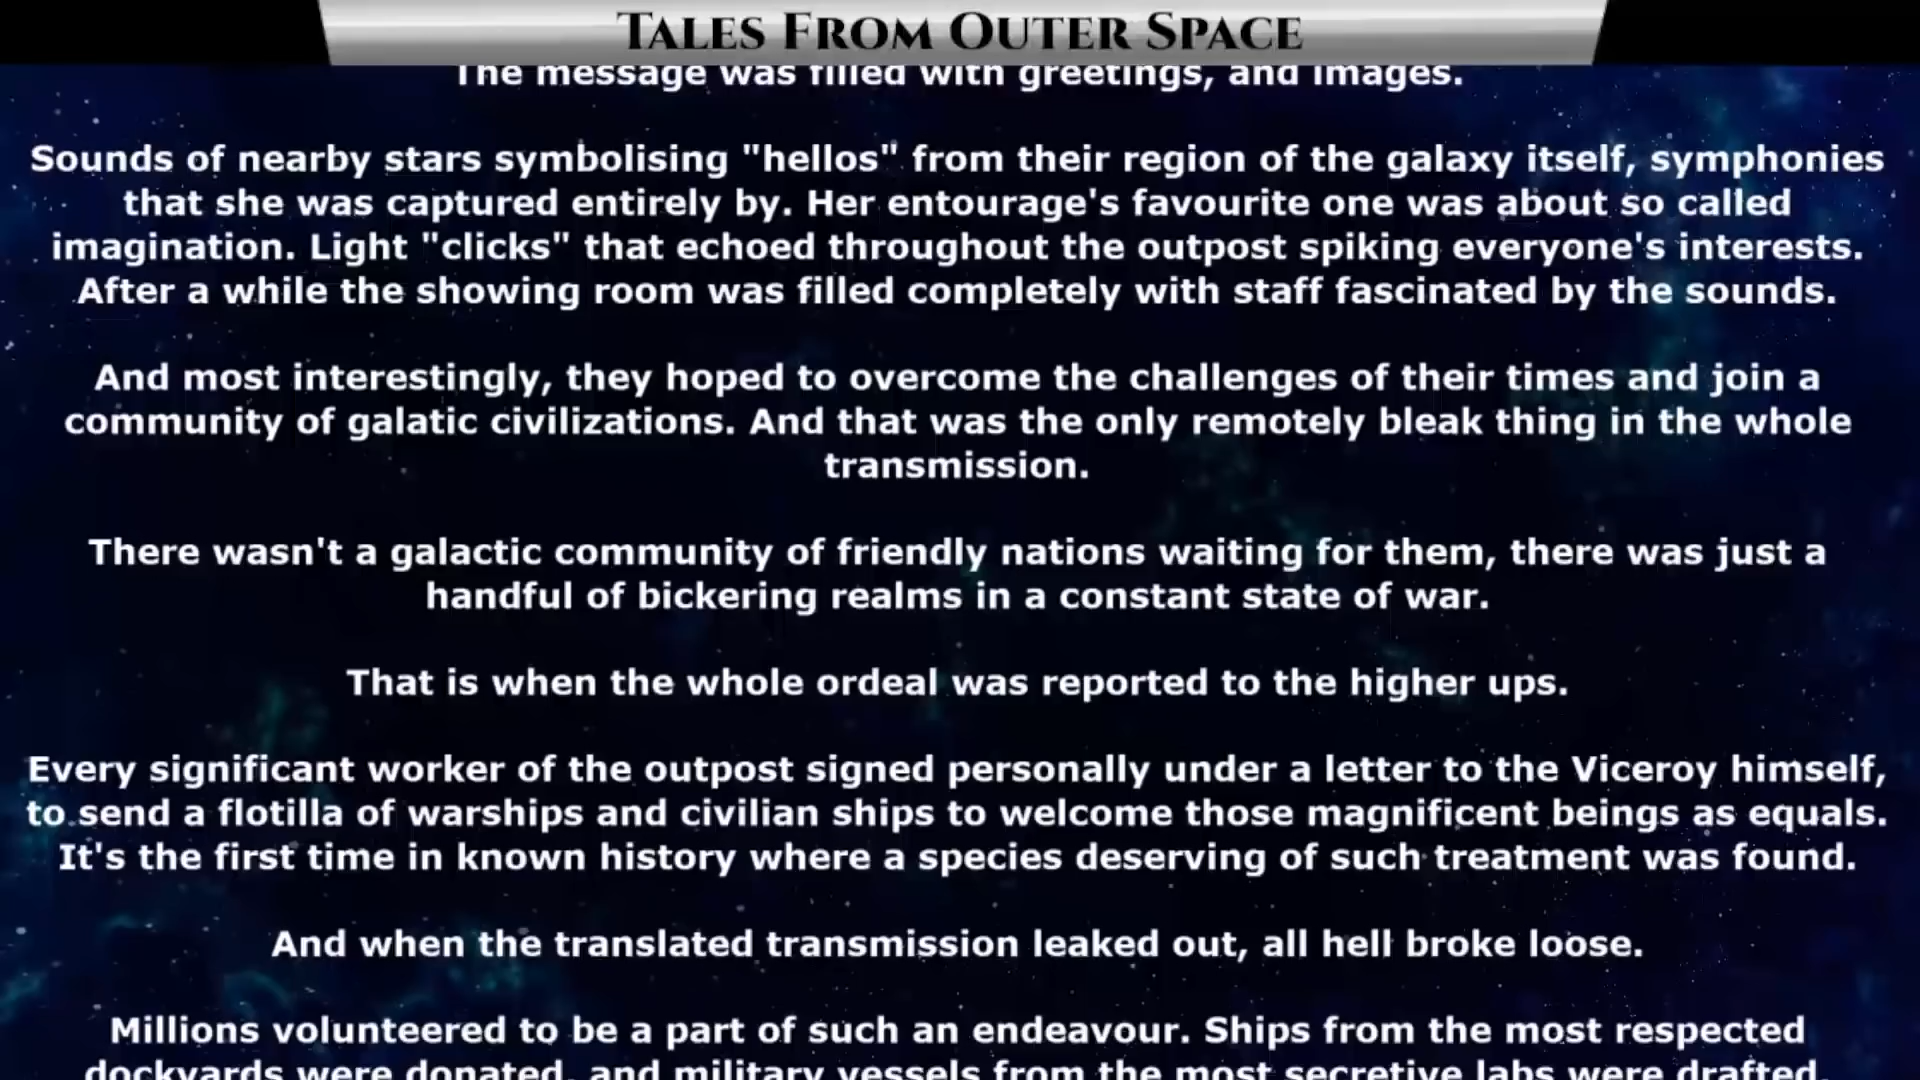 TALES FROM OUTER SPACE
The message was filled with greetings, and images.
Sounds of nearby stars symbolising "hellos" from their region of the galaxy itself, symphonies
that she was captured entirely by. Her entourage's favourite one was about so called
imagination. Light "clicks" that echoed throughout the outpost spiking everyone's interests.
After a while the showing room was filled completely with staff fascinated by the sounds.
And most interestingly, they hoped to overcome the challenges of their times and join a
community of galatic civilizations. And that was the only remotely bleak thing in the whole
transmission.
There wasn't a galactic community of friendly nations waiting for them, there was just a
handful of bickering realms in a constant state of war.
That is when the whole ordeal was reported to the higher ups.
Every significant worker of the outpost signed personally under a letter to the Viceroy himself,
to send a flotilla of warships and civilian ships to welcome those magnificent beings as equals.
It's the first time in known history where a species deserving of such treatment was found.
And when the translated transmission leaked out, all hell broke loose.
Millions volunteered to be a part of such an endeavour. Ships from the most respected
dockyards were donated, and military vessels from the most secretive labs were drafted.